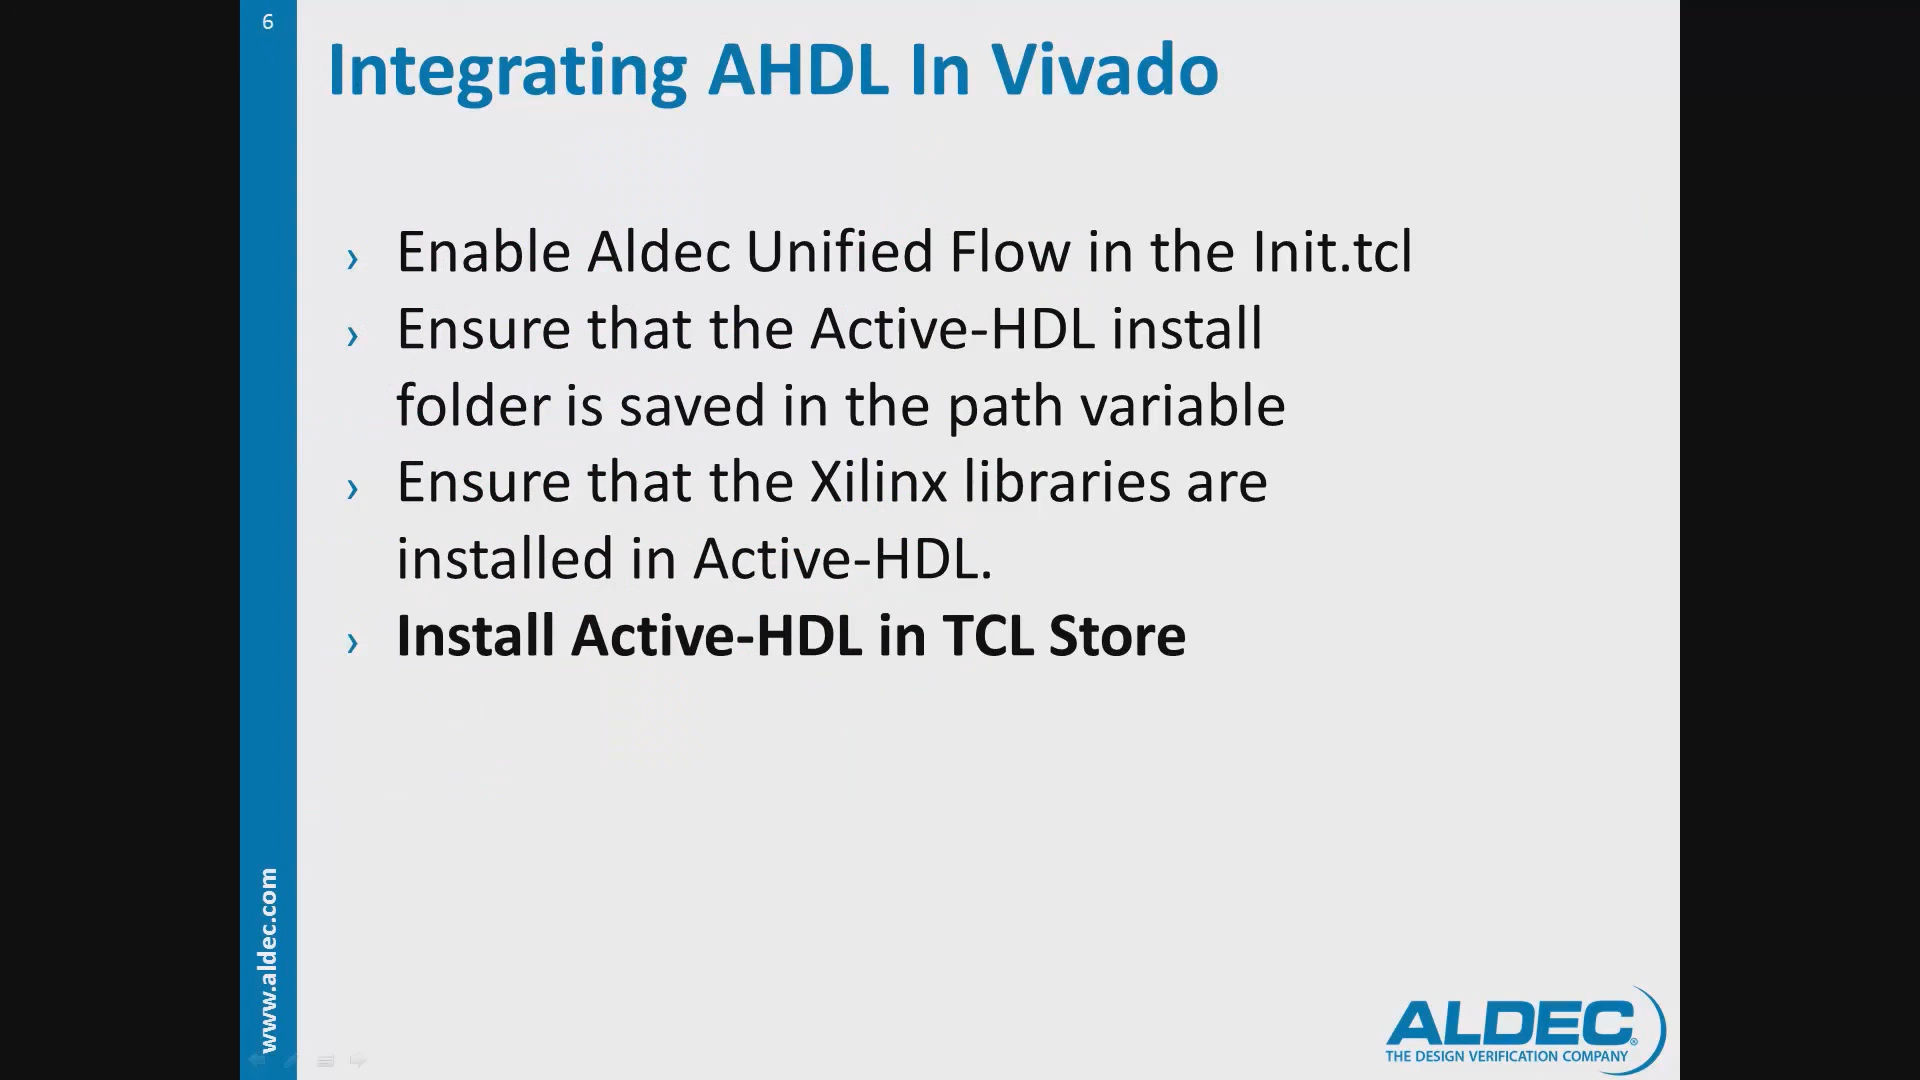 6
Integrating AHDL In Vivado
› Enable Aldec Unified Flow in the Init.tcl
› Ensure that the Active-HDL install
folder is saved in the path variable
› Ensure that the Xilinx libraries are
installed in Active-HDL.
› Install Active-HDL in TCL Store
www.aldec.com
ALDEC®
THE DESIGN VERIFICATION COMPANY